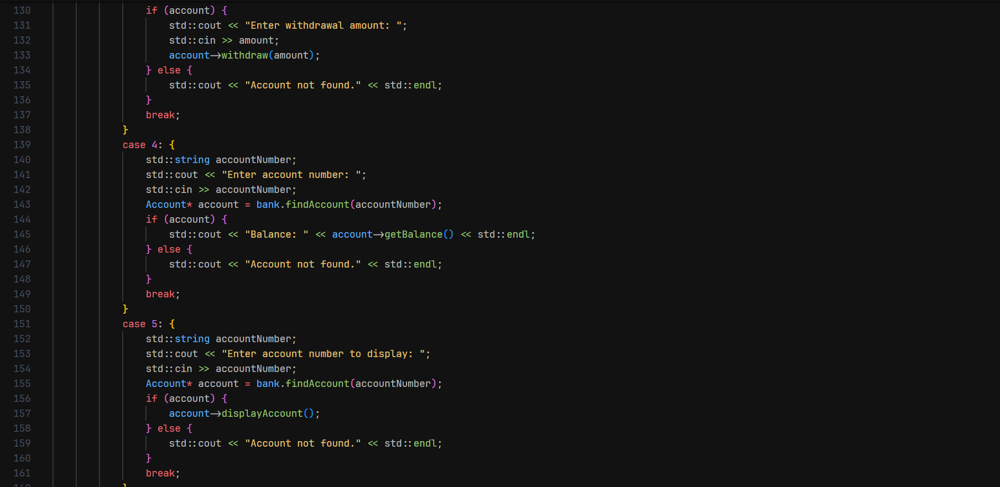 130 if (account) {
131 std::cout << "Enter withdrawal amount: ";
132 std::cin >> amount;
133 account->withdraw(amount);
134 } else {
135 std::cout << "Account not found." << std::endl;
136 }
137 break;
138 }
139 case 4: {
140 std::string accountNumber;
141 std::cout << "Enter account number: ";
142 std::cin >> accountNumber;
143 Account* account = bank.findAccount(accountNumber);
144 if (account) {
145 std::cout << "Balance: " << account->getBalance() << std::endl;
146 } else {
147 std::cout << "Account not found." << std::endl;
148 }
149 break;
150 }
151 case 5: {
152 std::string accountNumber;
153 std::cout << "Enter account number to display: ";
154 std::cin >> accountNumber;
155 Account* account = bank.findAccount(accountNumber);
156 if (account) {
157 account->displayAccount();
158 } else {
159 std::cout << "Account not found." << std::endl;
160 }
161 break;